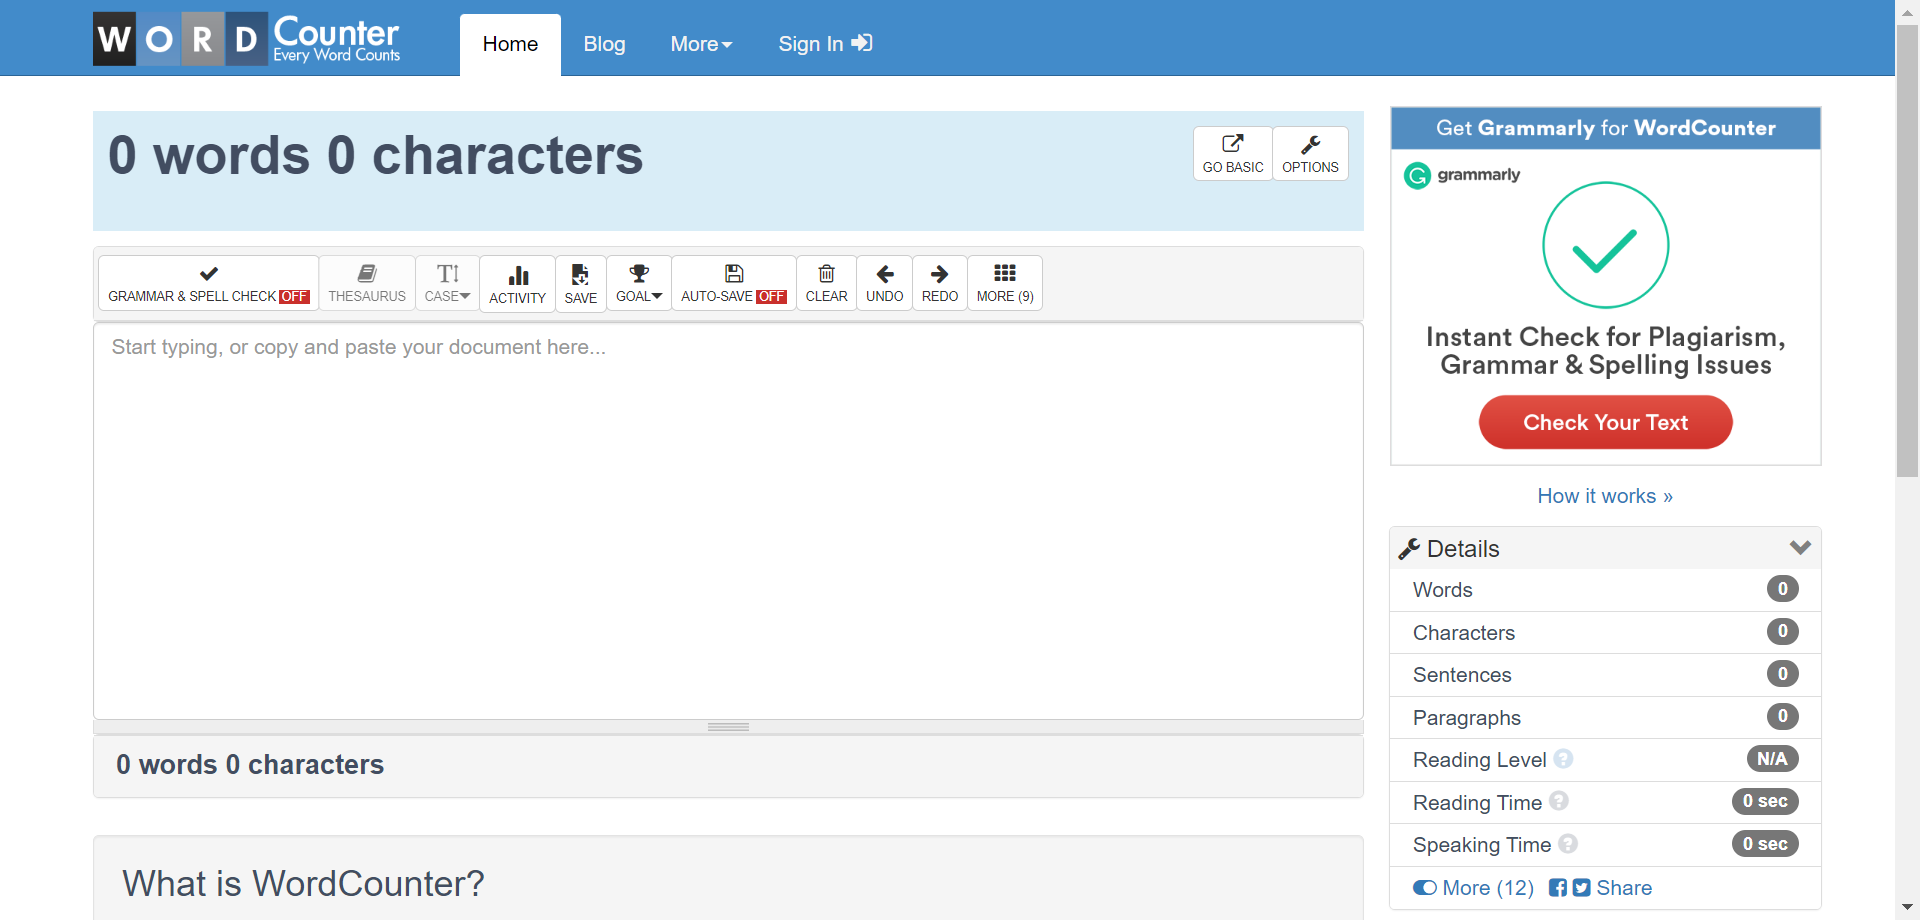 WORD Counter
Every Word Counts
Home
Blog
More
Sign In
0 words 0 characters
GO BASIC
OPTIONS
GRAMMAR & SPELL CHECK OFF
THESAURUS
CASE
ACTIVITY
SAVE
GOAL
AUTO-SAVE OFF
CLEAR
UNDO
REDO
MORE (9)
Start typing, or copy and paste your document here...
0 words 0 characters
What is WordCounter?
Get Grammarly for WordCounter
grammarly
Instant Check for Plagiarism,
Grammar & Spelling Issues
Check Your Text
How it works »
Details
Words 0
Characters 0
Sentences 0
Paragraphs 0
Reading Level ? N/A
Reading Time ? 0 sec
Speaking Time ? 0 sec
More (12) Share